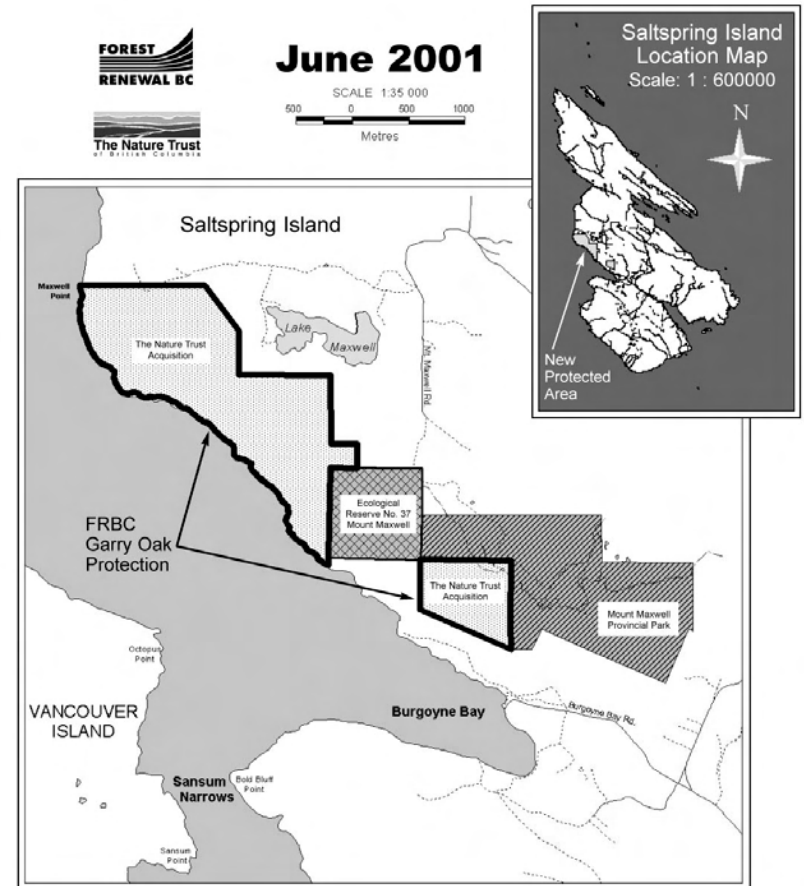 FOREST
RENEWAL BC
The Nature Trust
of British Columbia
June 2001
SCALE 1:35 000
500 0 500 1000
Metres
Saltspring Island
Location Map
Scale: 1 : 600000
N
New
Protected
Area
Saltspring Island
Maxwell
Point
The Nature Trust
Acquisition
Lake
Maxwell
Mt. Maxwell Rd.
FRBC
Garry Oak
Protection
Ecological
Reserve No. 37
Mount Maxwell
The Nature Trust
Acquisition
Mount Maxwell
Provincial Park
Octopus
Point
VANCOUVER
ISLAND
Burgoyne Bay
Burgoyne Bay Rd.
Sansum
Narrows
Bold Bluff
Point
Sansum
Point